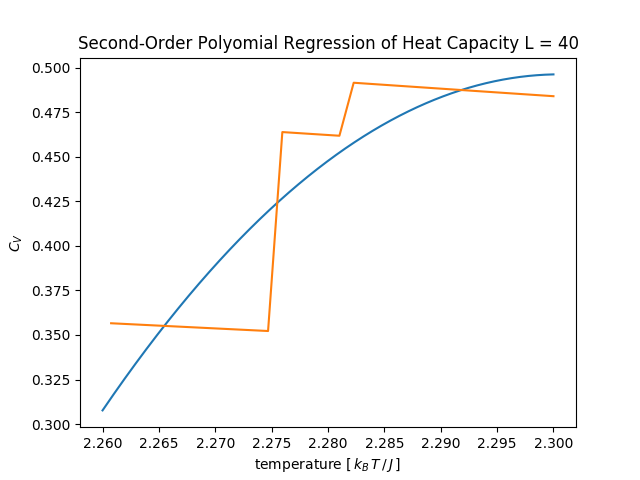 Second-Order Polyomial Regression of Heat Capacity L = 40
0.500
0.475
0.450
0.425
0.400
0.375
0.350
0.325
0.300
C_V
2.260 2.265 2.270 2.275 2.280 2.285 2.290 2.295 2.300
temperature [ k_B T / J ]